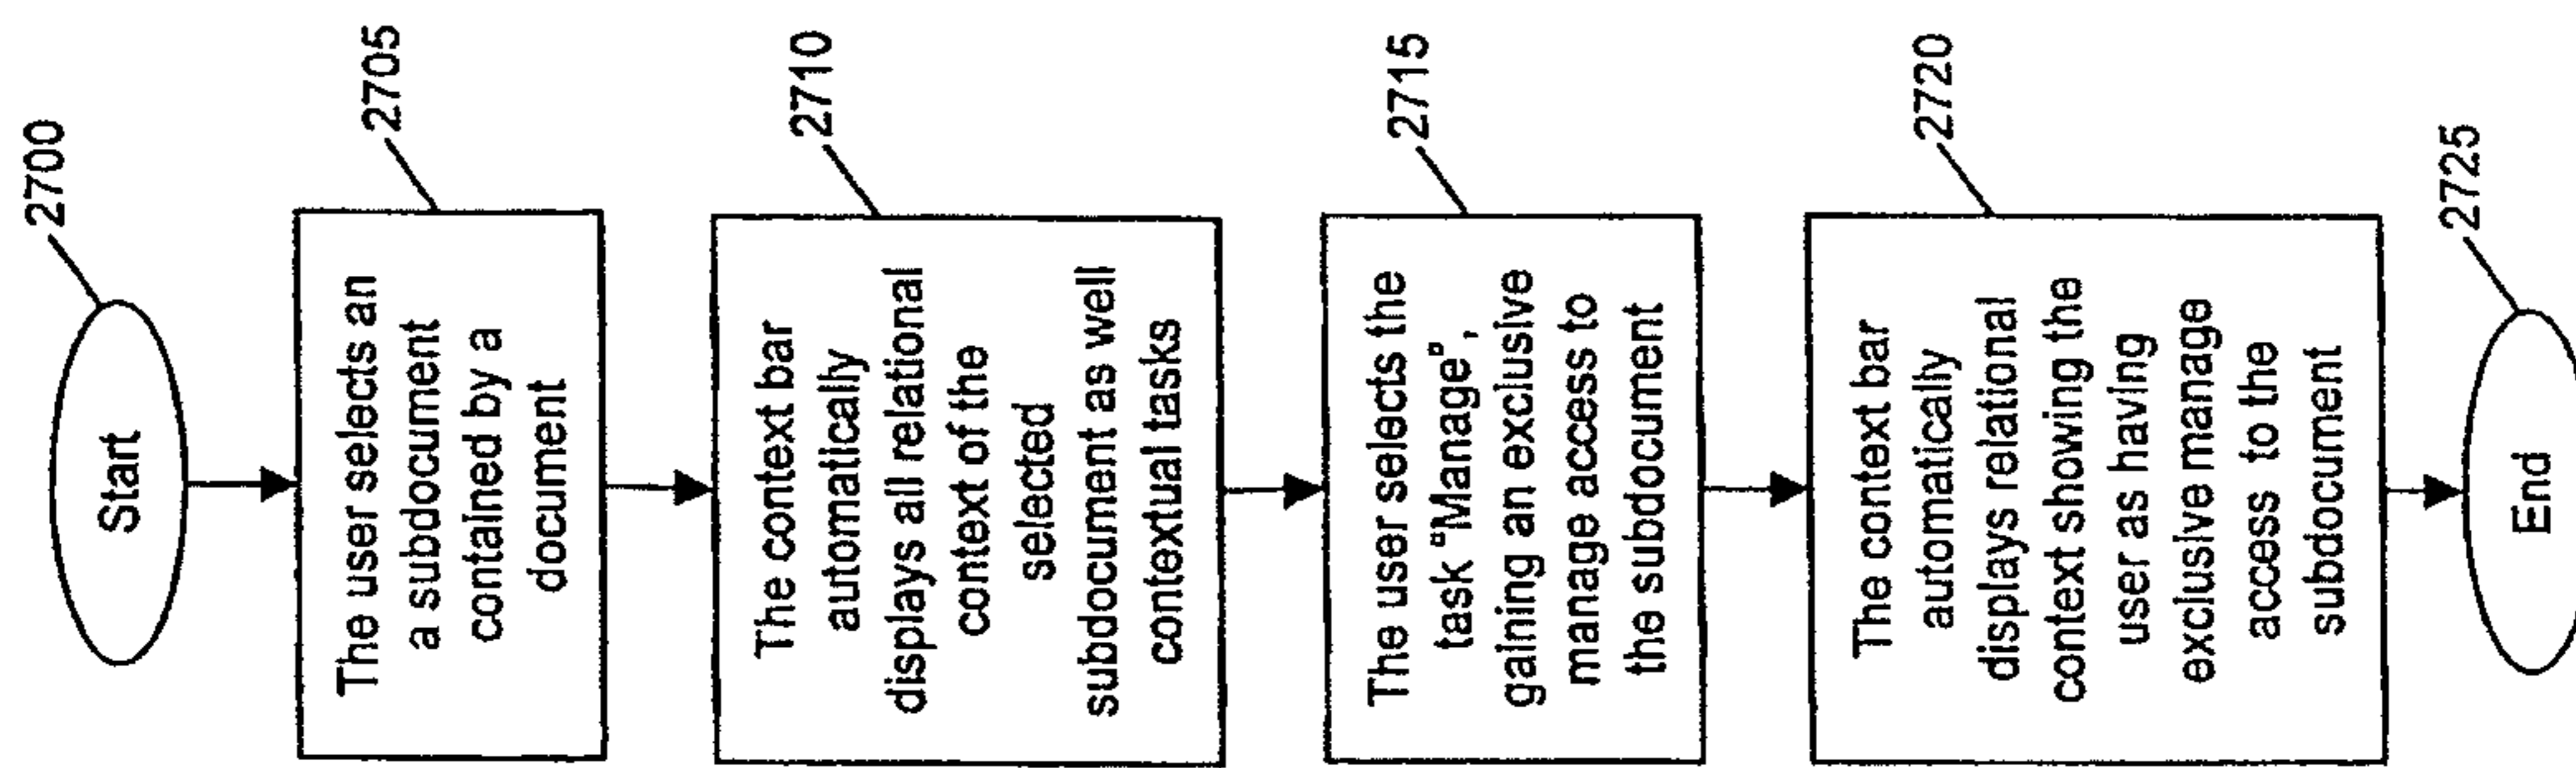 2700
Start
2705
The user selects an
a subdocument
contained by a
document
2710
The context bar
automatically
displays all relational
context of the
selected
subdocument as well
contextual tasks
2715
The user selects the
task "Manage",
gaining an exclusive
manage access to
the subdocument
2720
The context bar
automatically
displays relational
context showing the
user as having
exclusive manage
access to the
subdocument
2725
End